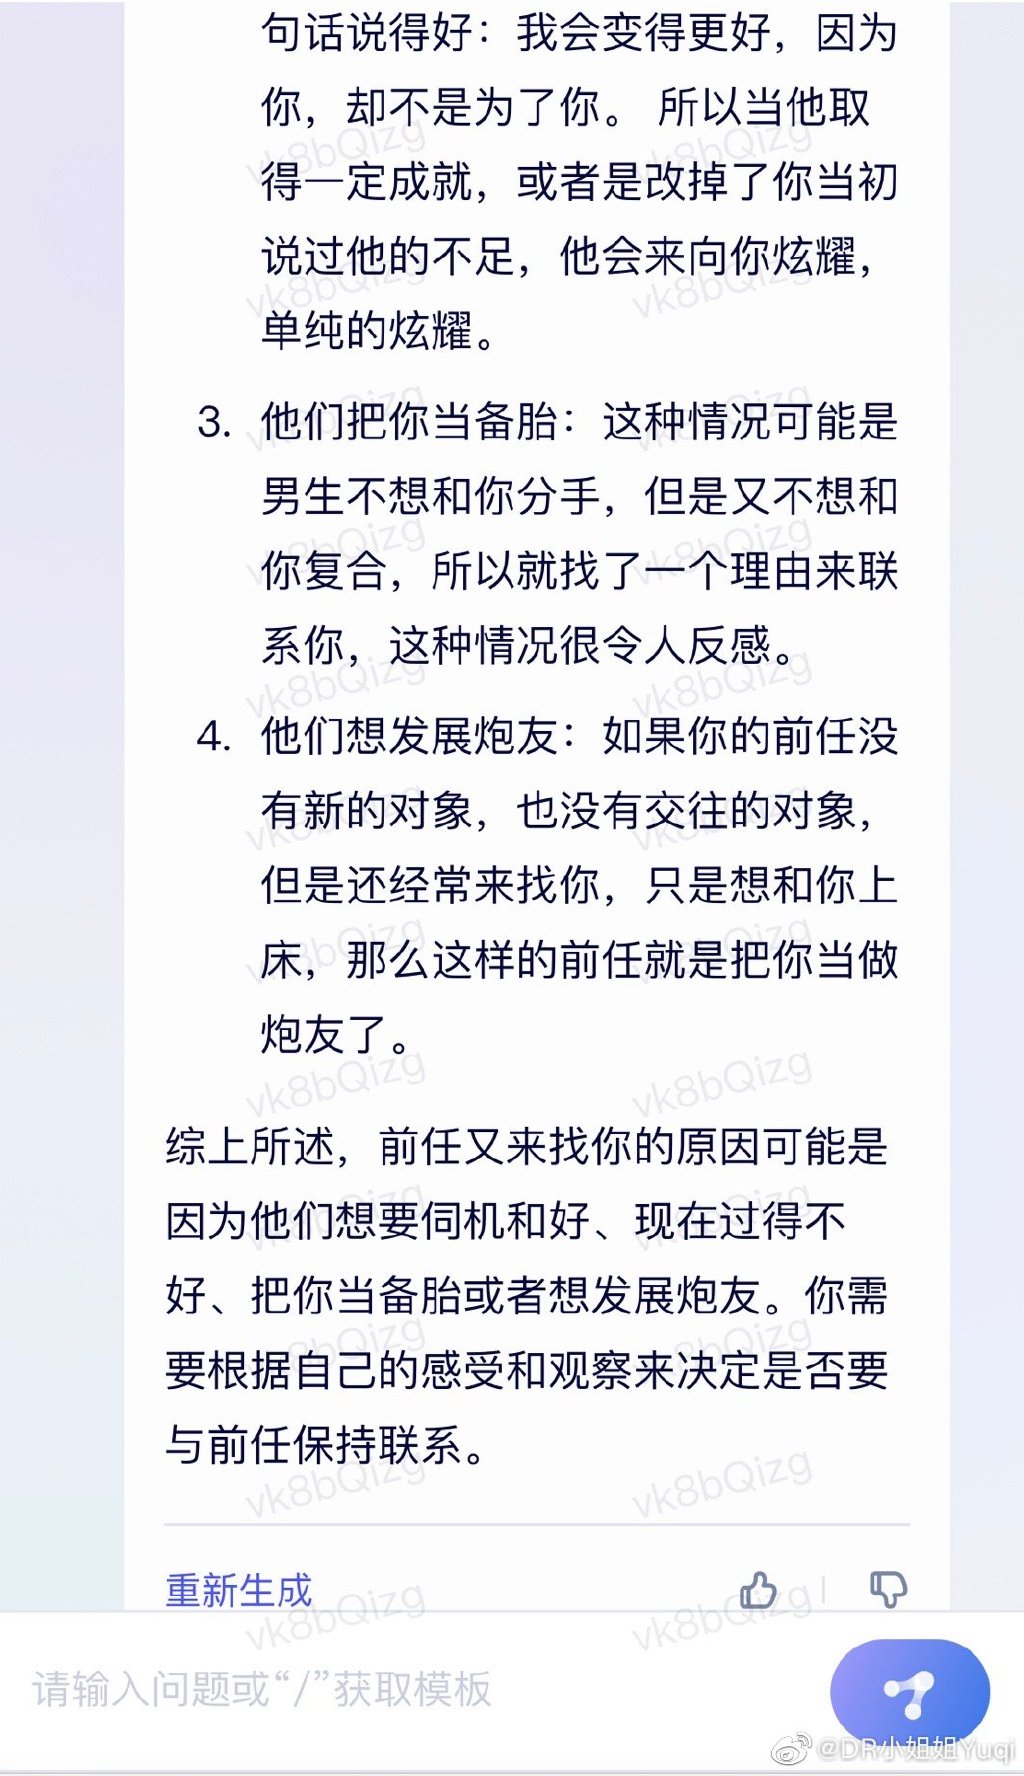 句话说得好：我会变得更好，因为
你，却不是为了你。 所以当他取
得一定成就，或者是改掉了你当初
说过他的不足，他会来向你炫耀，
单纯的炫耀。
3. 他们把你当备胎：这种情况可能是
男生不想和你分手，但是又不想和
你复合，所以就找了一个理由来联
系你，这种情况很令人反感。
4. 他们想发展炮友：如果你的前任没
有新的对象，也没有交往的对象，
但是还经常来找你，只是想和你上
床，那么这样的前任就是把你当做
炮友了。
综上所述，前任又来找你的原因可能是
因为他们想要伺机和好、现在过得不
好、把你当备胎或者想发展炮友。你需
要根据自己的感受和观察来决定是否要
与前任保持联系。
重新生成
请输入问题或“/”获取模板
@DR小姐姐Yuqi
vk8bQizg